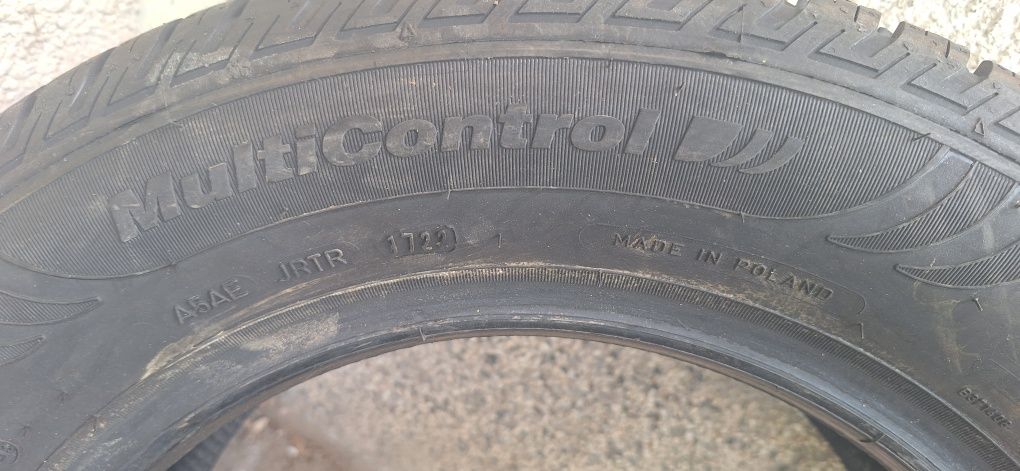 MultiControl
A5AE JRTR 1722
MADE IN POLAND